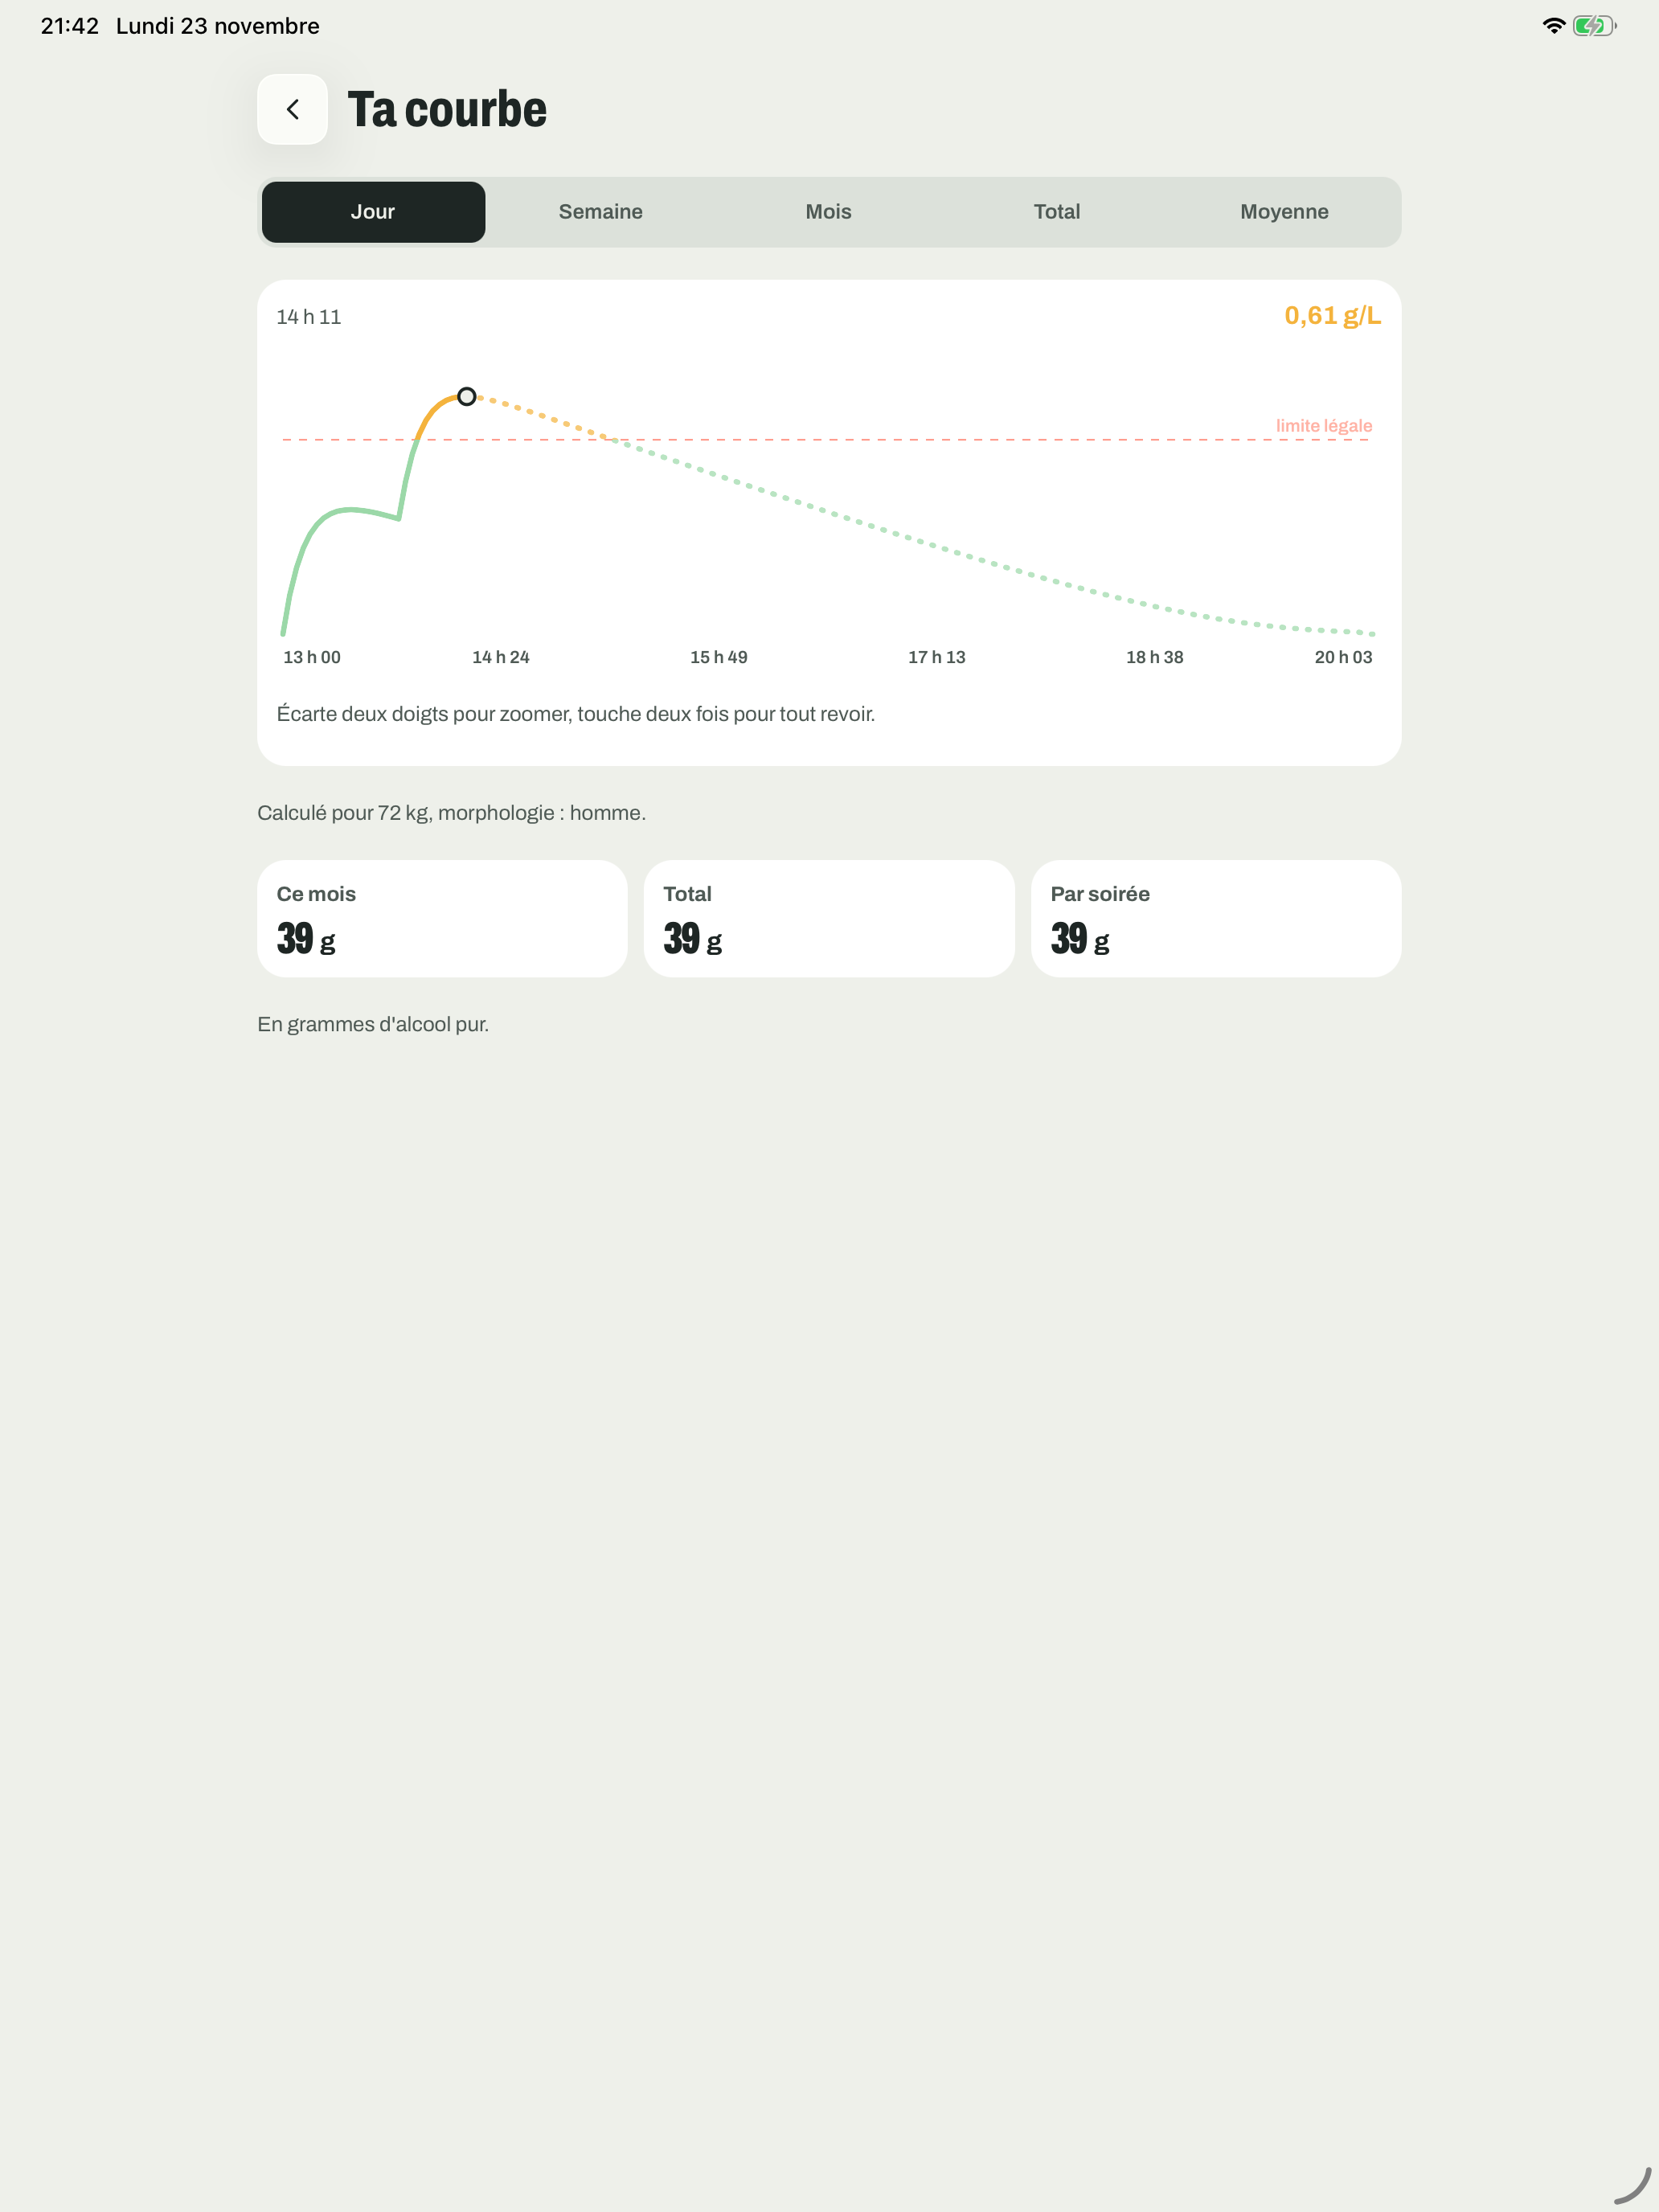 21:42 Lundi 23 novembre
Ta courbe
Jour Semaine Mois Total Moyenne
14 h 11 0,61 g/L
limite légale
13 h 00 14 h 24 15 h 49 17 h 13 18 h 38 20 h 03
Écarte deux doigts pour zoomer, touche deux fois pour tout revoir.
Calculé pour 72 kg, morphologie : homme.
Ce mois Total Par soirée
39 g 39 g 39 g
En grammes d'alcool pur.